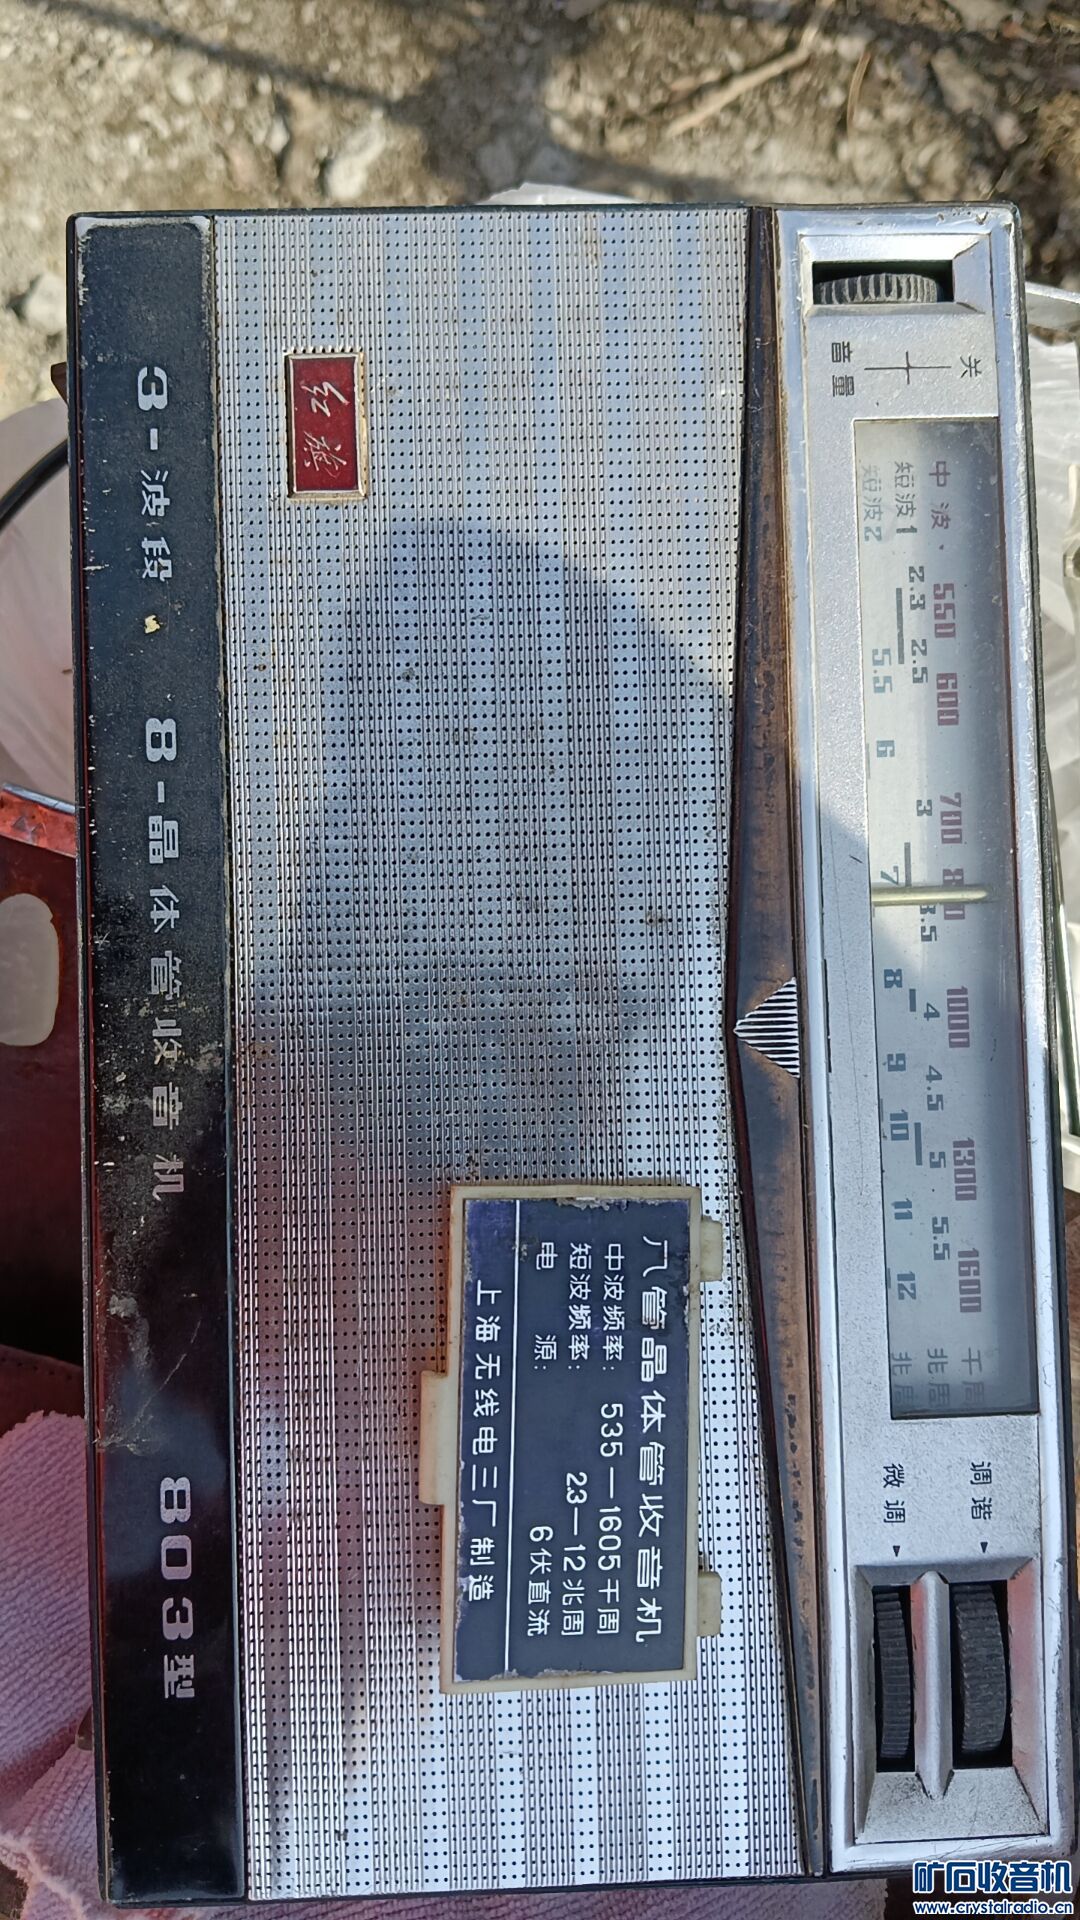 关
音量
中波 550 600 700 800 1000 1300 1600 千周
短波1 2.3 2.5 3 3.5 4 4.5 5 5.5 兆周
短波2 5.5 6 7 8 9 10 11 12 兆周
调谐
微调
八管晶体管收音机
中波频率: 535—1605千周
短波频率: 2.3—12兆周
电 源: 6伏直流
上海无线电三厂制造
红旗
3-波段·8-晶体管收音机 803型
矿石收音机
www.crystalradio.cn